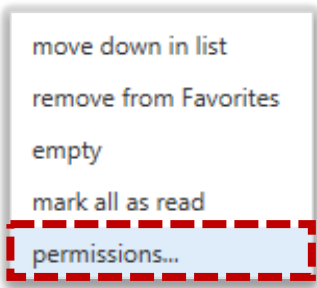 move down in list
remove from Favorites
empty
mark all as read
permissions...